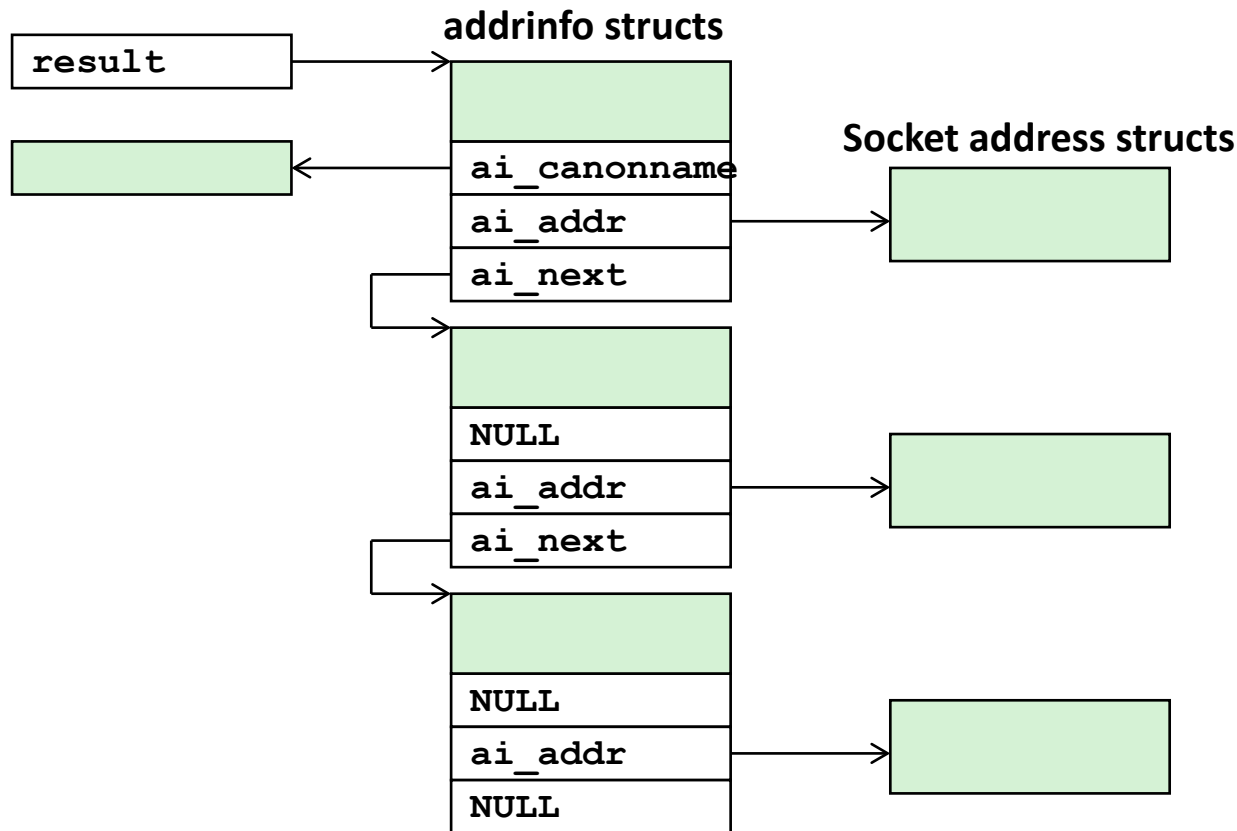 addrinfo structs
result
Socket address structs
ai_canonname
ai_addr
ai_next
NULL
ai_addr
ai_next
NULL
ai_addr
NULL